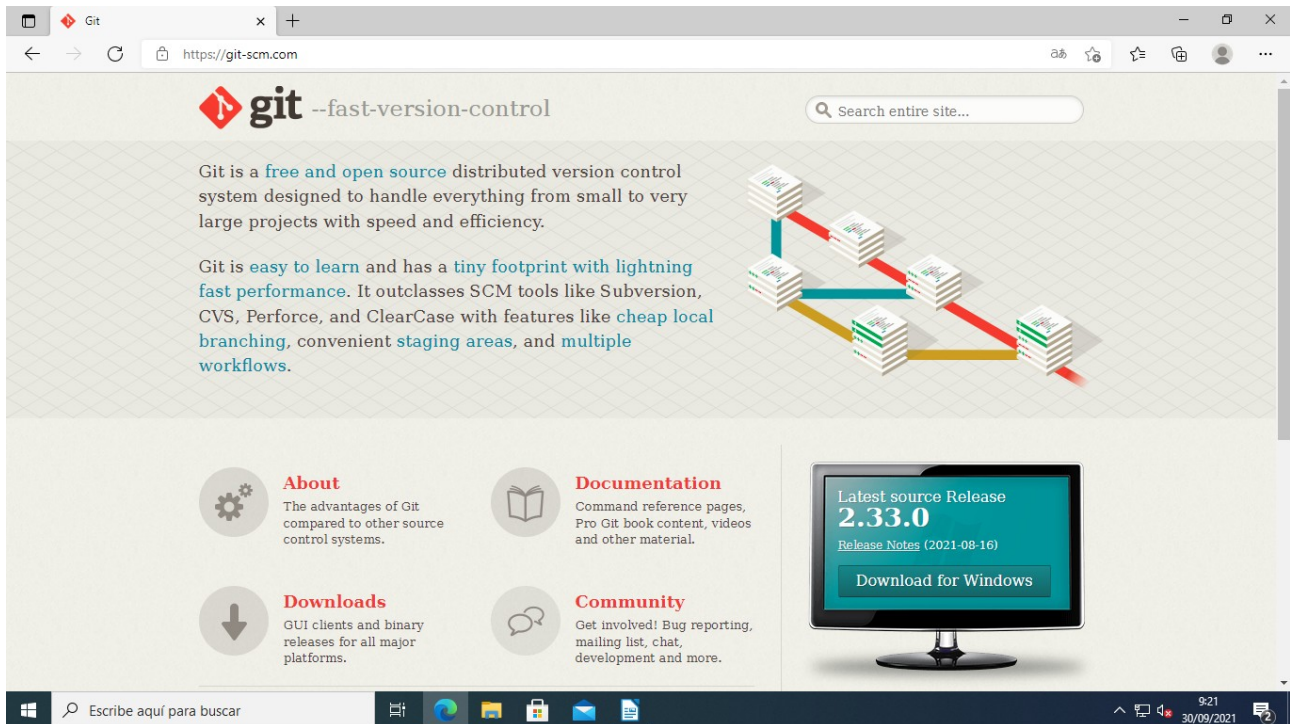 Git
https://git-scm.com
aあ
git --fast-version-control
Search entire site...
Git is a free and open source distributed version control
system designed to handle everything from small to very
large projects with speed and efficiency.
Git is easy to learn and has a tiny footprint with lightning
fast performance. It outclasses SCM tools like Subversion,
CVS, Perforce, and ClearCase with features like cheap local
branching, convenient staging areas, and multiple
workflows.
About
The advantages of Git
compared to other source
control systems.
Documentation
Command reference pages,
Pro Git book content, videos
and other material.
Downloads
GUI clients and binary
releases for all major
platforms.
Community
Get involved! Bug reporting,
mailing list, chat,
development and more.
Latest source Release
2.33.0
Release Notes (2021-08-16)
Download for Windows
Escribe aquí para buscar
9:21
30/09/2021
2